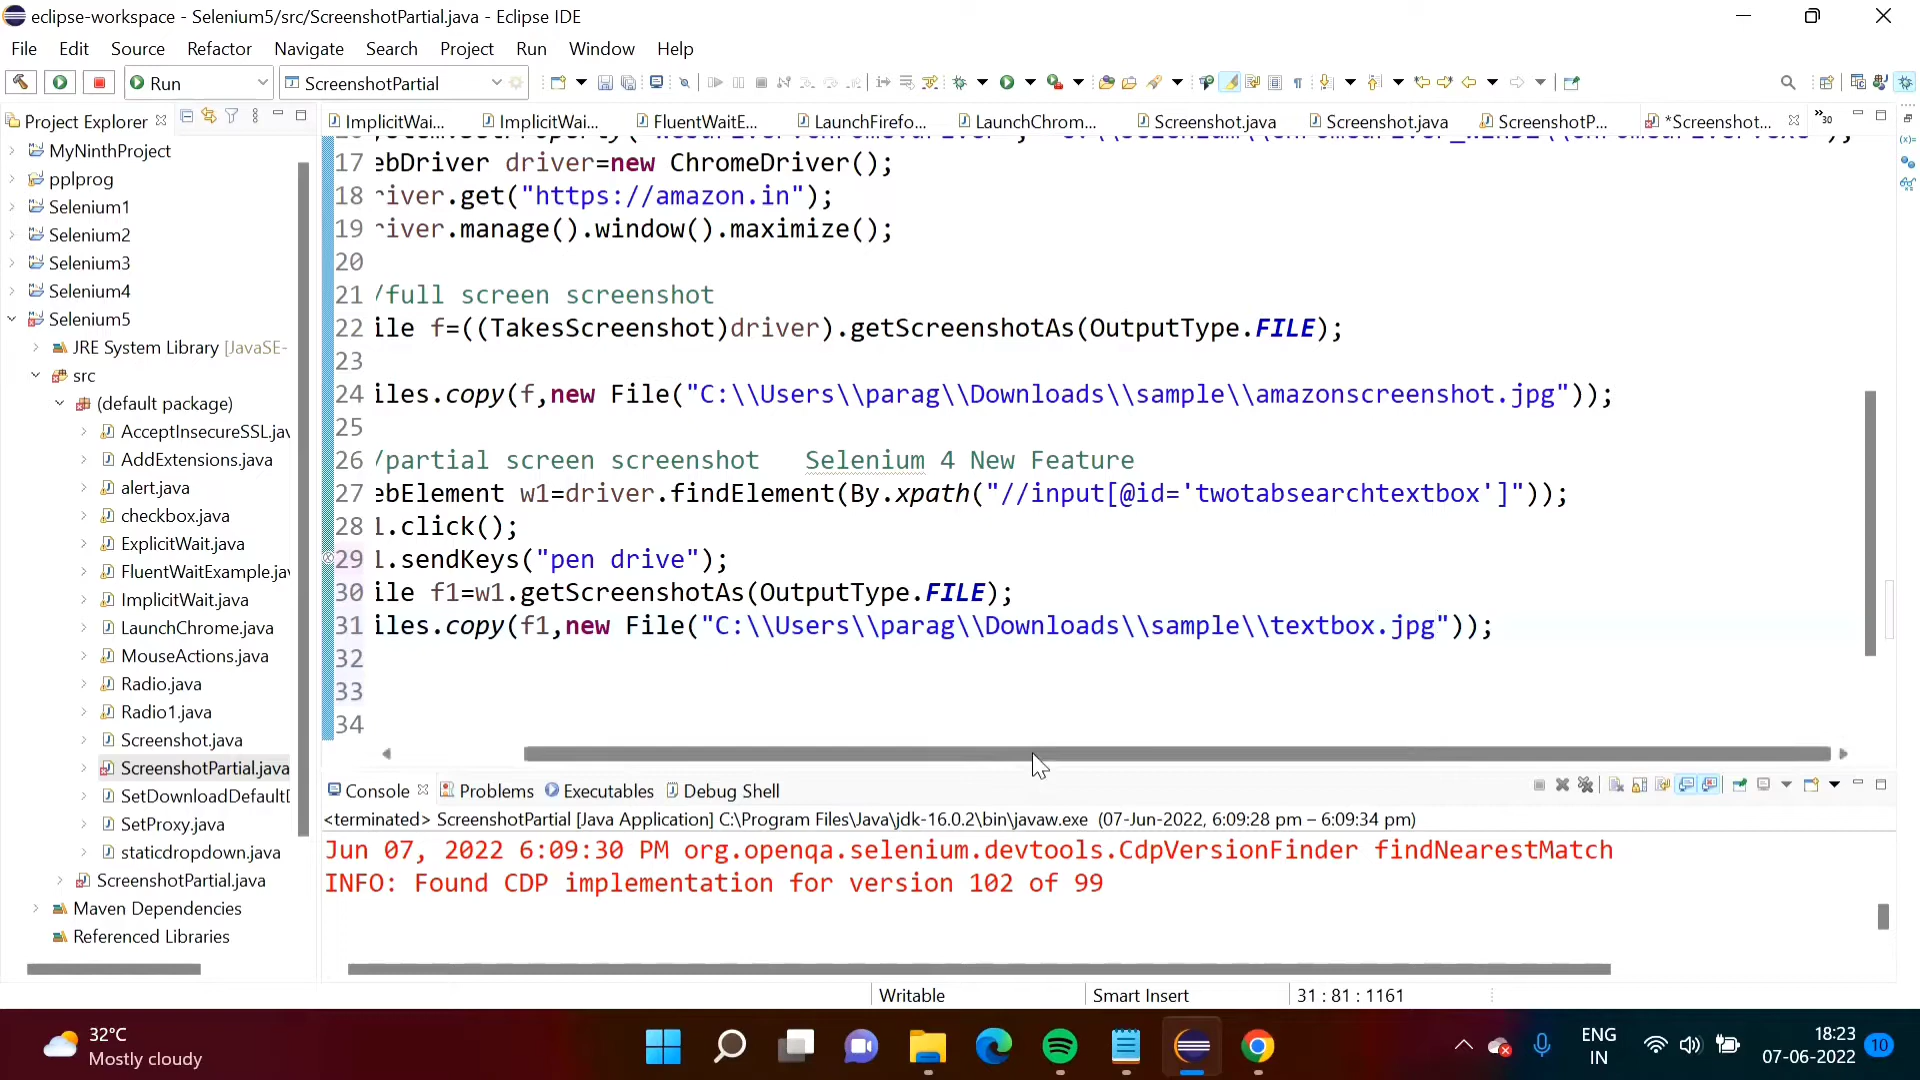 eclipse-workspace - Selenium5/src/ScreenshotPartial.java - Eclipse IDE
File Edit Source Refactor Navigate Search Project Run Window Help
Run ScreenshotPartial
Project Explorer
ImplicitWai... ImplicitWai... FluentWaitE... LaunchFirefo... LaunchChrom... Screenshot.java Screenshot.java ScreenshotP... *Screenshot... 30
MyNinthProject
pplprog
Selenium1
Selenium2
Selenium3
Selenium4
Selenium5
JRE System Library [JavaSE-
src
(default package)
AcceptInsecureSSL.jav
AddExtensions.java
alert.java
checkbox.java
ExplicitWait.java
FluentWaitExample.jav
ImplicitWait.java
LaunchChrome.java
MouseActions.java
Radio.java
Radio1.java
Screenshot.java
ScreenshotPartial.java
SetDownloadDefaultD
SetProxy.java
staticdropdown.java
ScreenshotPartial.java
Maven Dependencies
Referenced Libraries
17 ebDriver driver=new ChromeDriver();
18 river.get("https://amazon.in");
19 river.manage().window().maximize();
20
21 /full screen screenshot
22 ile f=((TakesScreenshot)driver).getScreenshotAs(OutputType.FILE);
23
24 iles.copy(f,new File("C:\\Users\\parag\\Downloads\\sample\\amazonscreenshot.jpg"));
25
26 /partial screen screenshot Selenium 4 New Feature
27 ebElement w1=driver.findElement(By.xpath("//input[@id='twotabsearchtextbox']"));
28 1.click();
29 1.sendKeys("pen drive");
30 ile f1=w1.getScreenshotAs(OutputType.FILE);
31 iles.copy(f1,new File("C:\\Users\\parag\\Downloads\\sample\\textbox.jpg"));
32
33
34
Console Problems Executables Debug Shell
<terminated> ScreenshotPartial [Java Application] C:\Program Files\Java\jdk-16.0.2\bin\javaw.exe (07-Jun-2022, 6:09:28 pm – 6:09:34 pm)
Jun 07, 2022 6:09:30 PM org.openqa.selenium.devtools.CdpVersionFinder findNearestMatch
INFO: Found CDP implementation for version 102 of 99
Writable Smart Insert 31 : 81 : 1161
32°C
Mostly cloudy
ENG
IN
18:23
07-06-2022
10